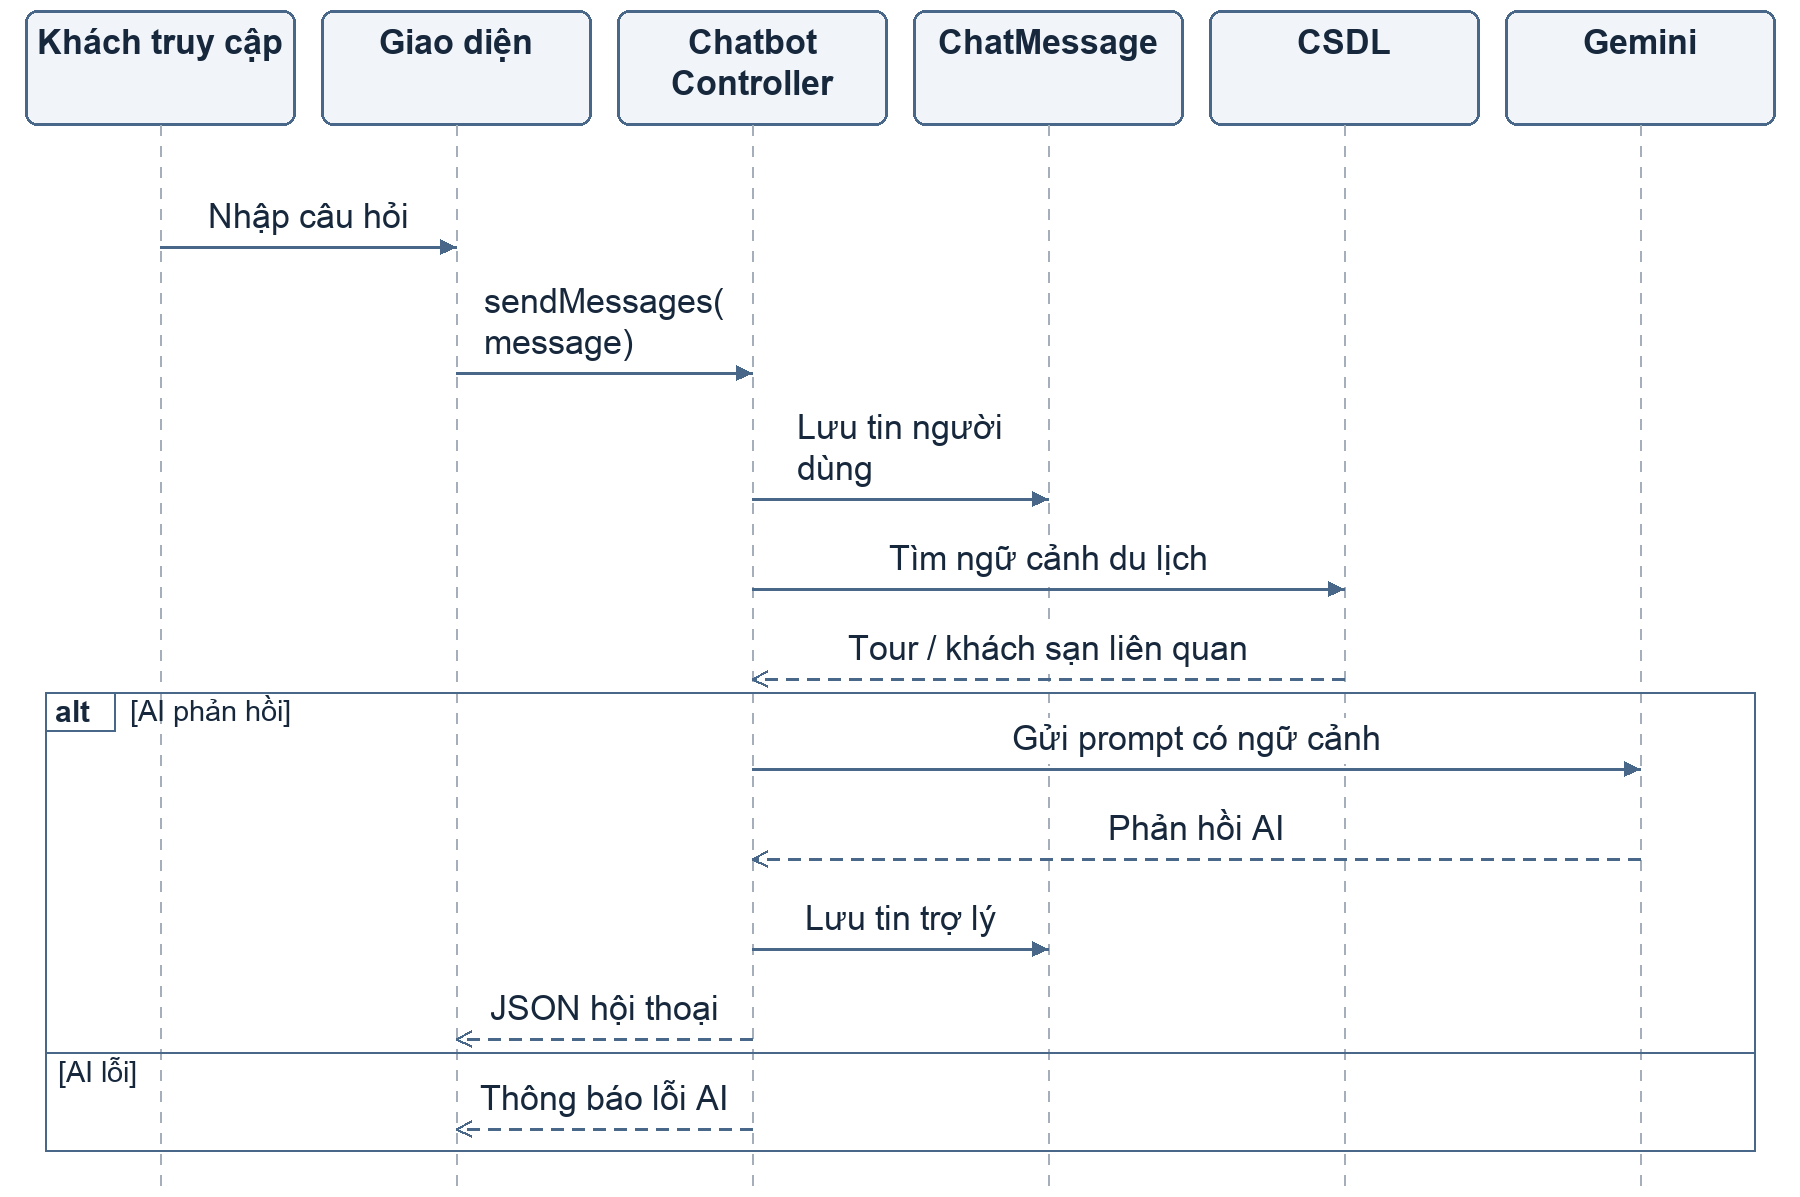 Khách truy cập
Giao diện
Chatbot
Controller
ChatMessage
CSDL
Gemini
Nhập câu hỏi
sendMessages(
message)
Lưu tin người
dùng
Tìm ngữ cảnh du lịch
Tour / khách sạn liên quan
alt [AI phản hồi]
Gửi prompt có ngữ cảnh
Phản hồi AI
Lưu tin trợ lý
JSON hội thoại
[AI lỗi]
Thông báo lỗi AI